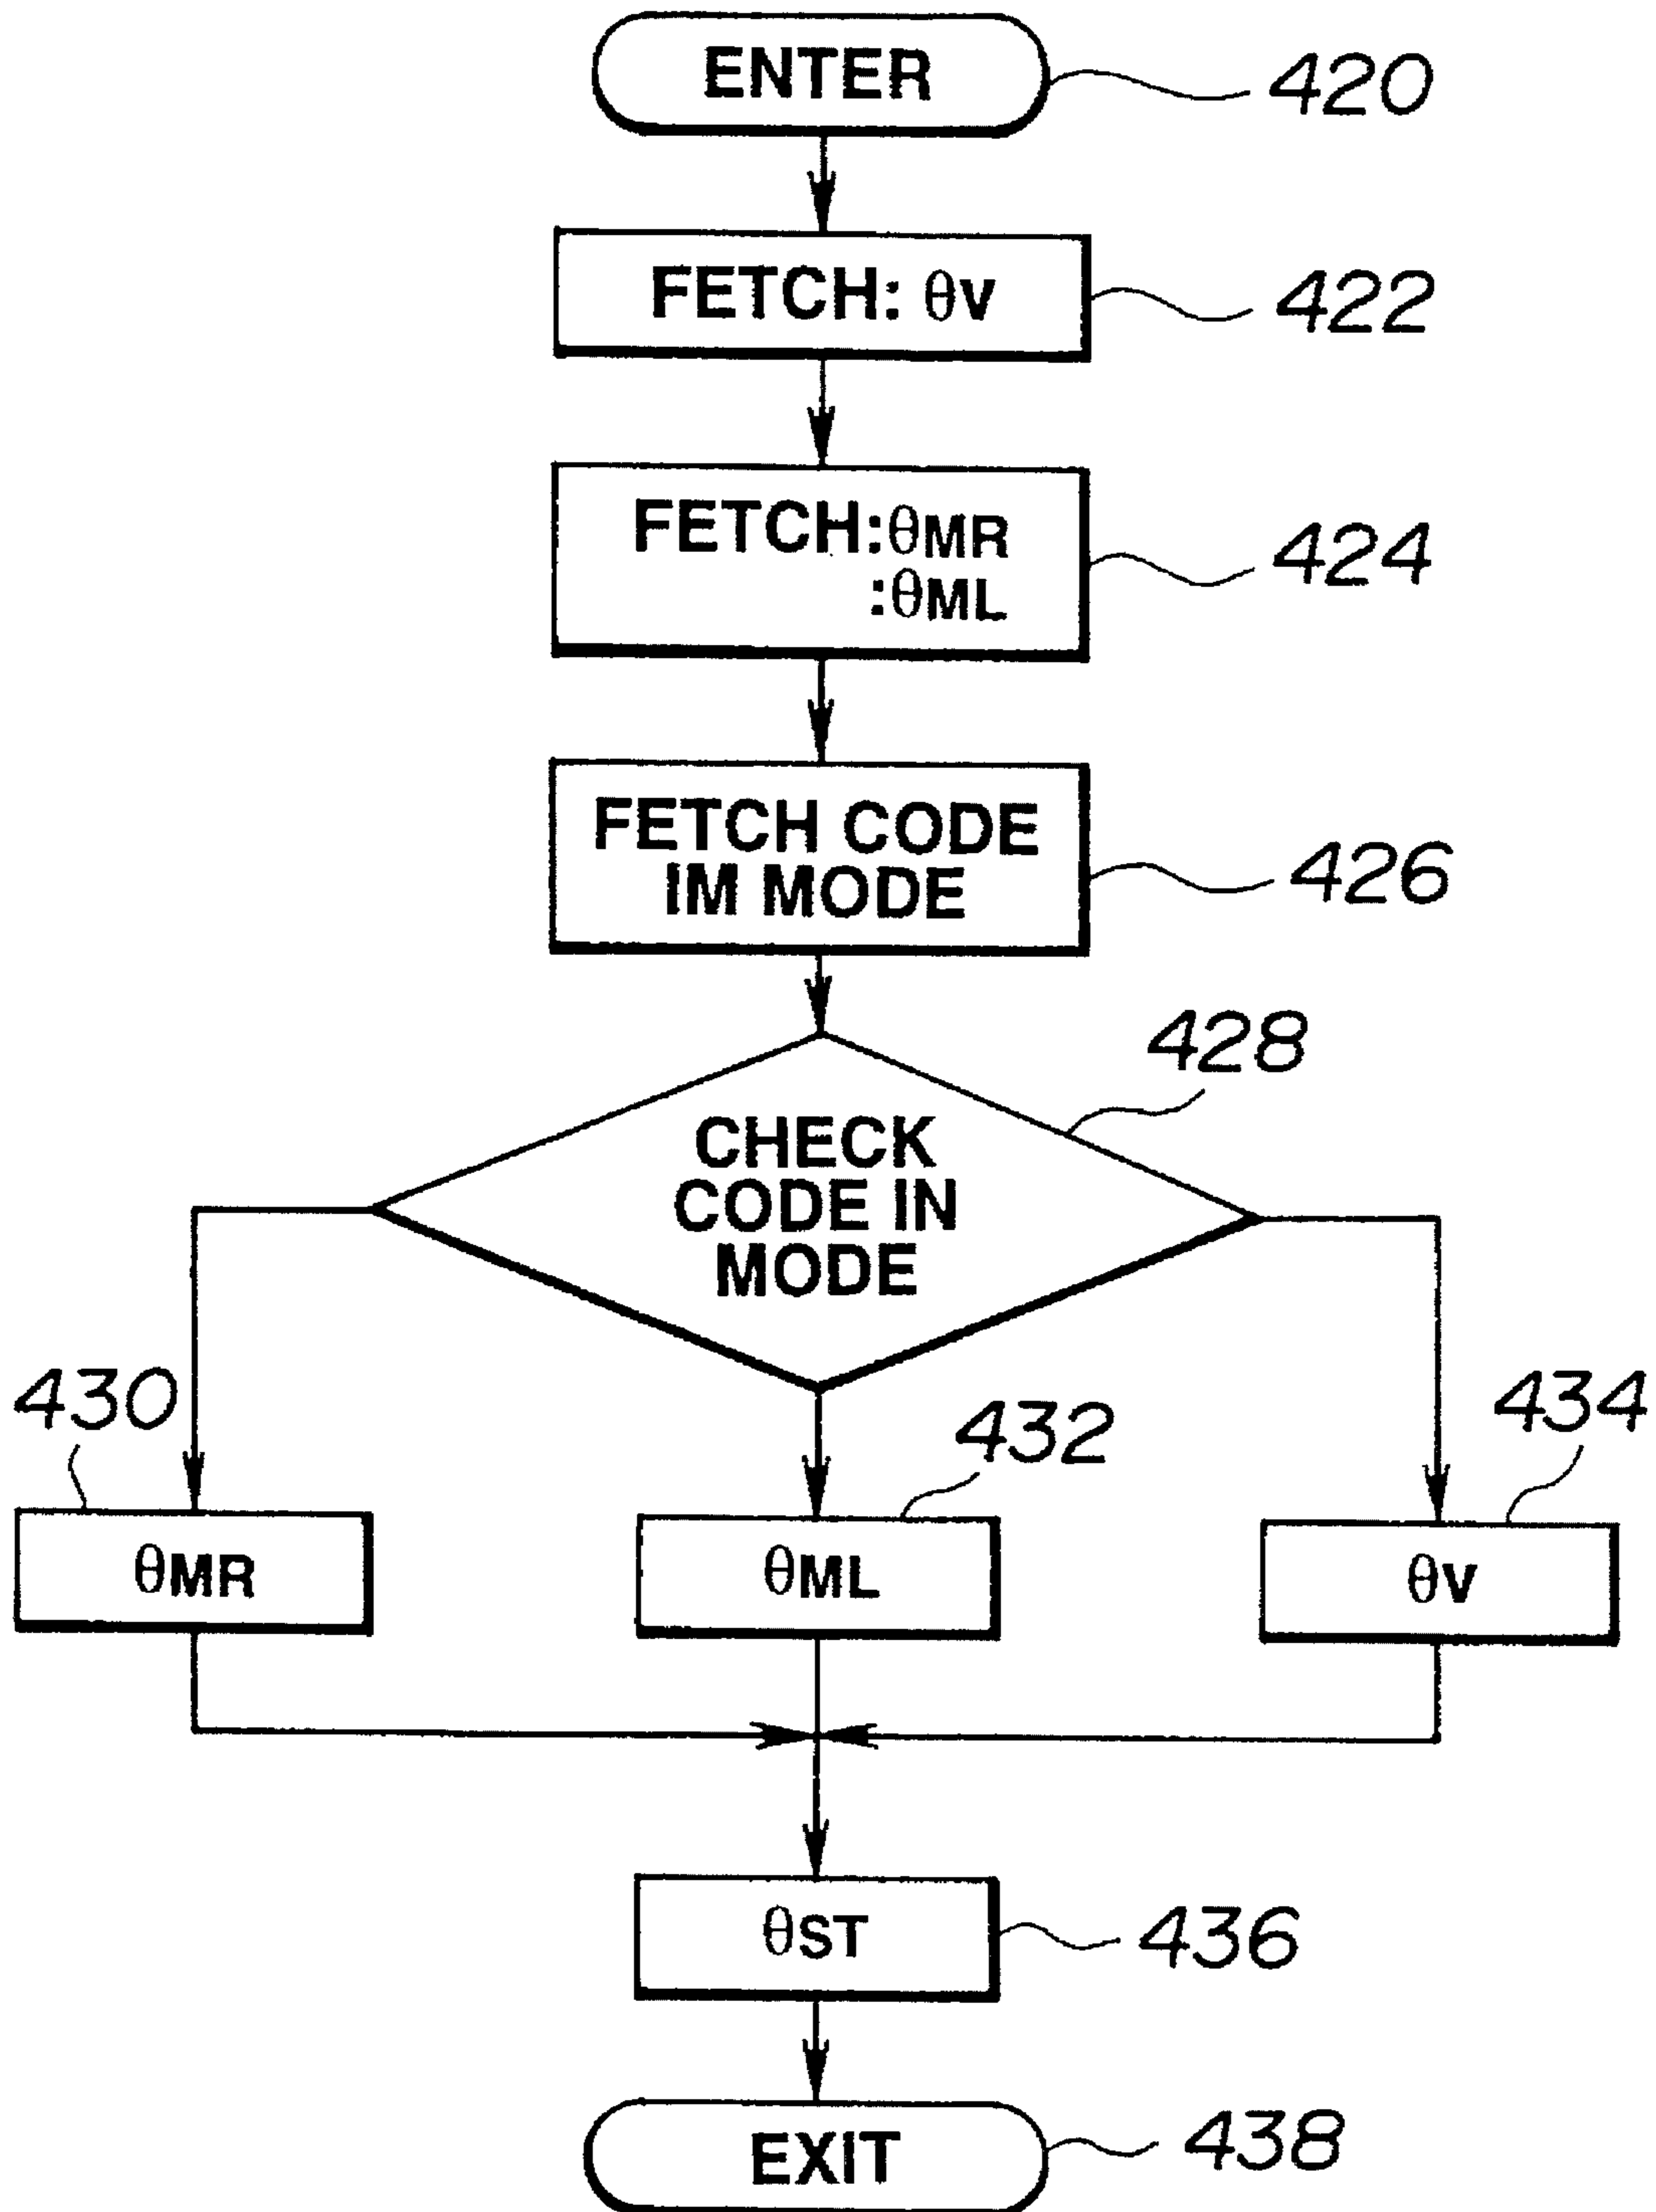 ENTER
420
FETCH: θV
422
FETCH:θMR
:θML
424
FETCH CODE
IM MODE
426
428
CHECK
CODE IN
MODE
430
432
434
θMR
θML
θV
θST
436
EXIT
438